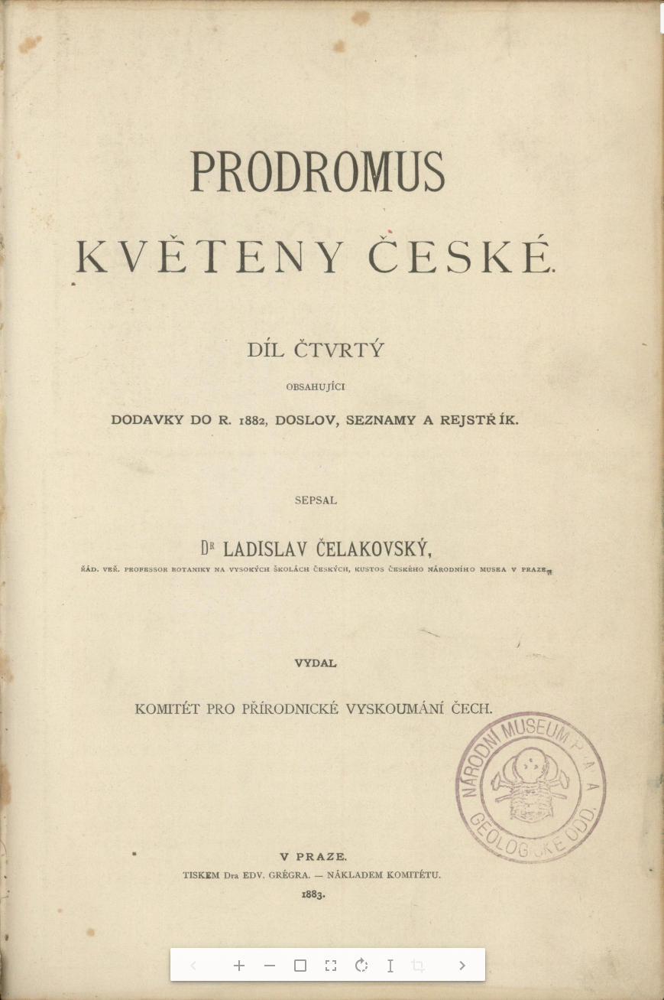 PRODROMUS
KVĚTENY ČESKÉ.
DÍL ČTVRTÝ
OBSAHUJÍCI
DODAVKY DO R. 1882, DOSLOV, SEZNAMY A REJSTŘÍK.
SEPSAL
DR LADISLAV ČELAKOVSKÝ,
ŘÁD. VEŘ. PROFESSOR BOTANIKY NA VYSOKÝCH ŠKOLÁCH ČESKÝCH, KUSTOS ČESKÉHO NÁRODNÍHO MUSEA V PRAZE.
VYDAL
KOMITÉT PRO PŘÍRODNICKÉ VYSKOUMÁNÍ ČECH.
NÁRODNÍ MUSEUM
GEOLOGICKÉ ODD.
V PRAZE.
TISKEM Dra EDV. GRÉGRA. — NÁKLADEM KOMITÉTU.
1883.